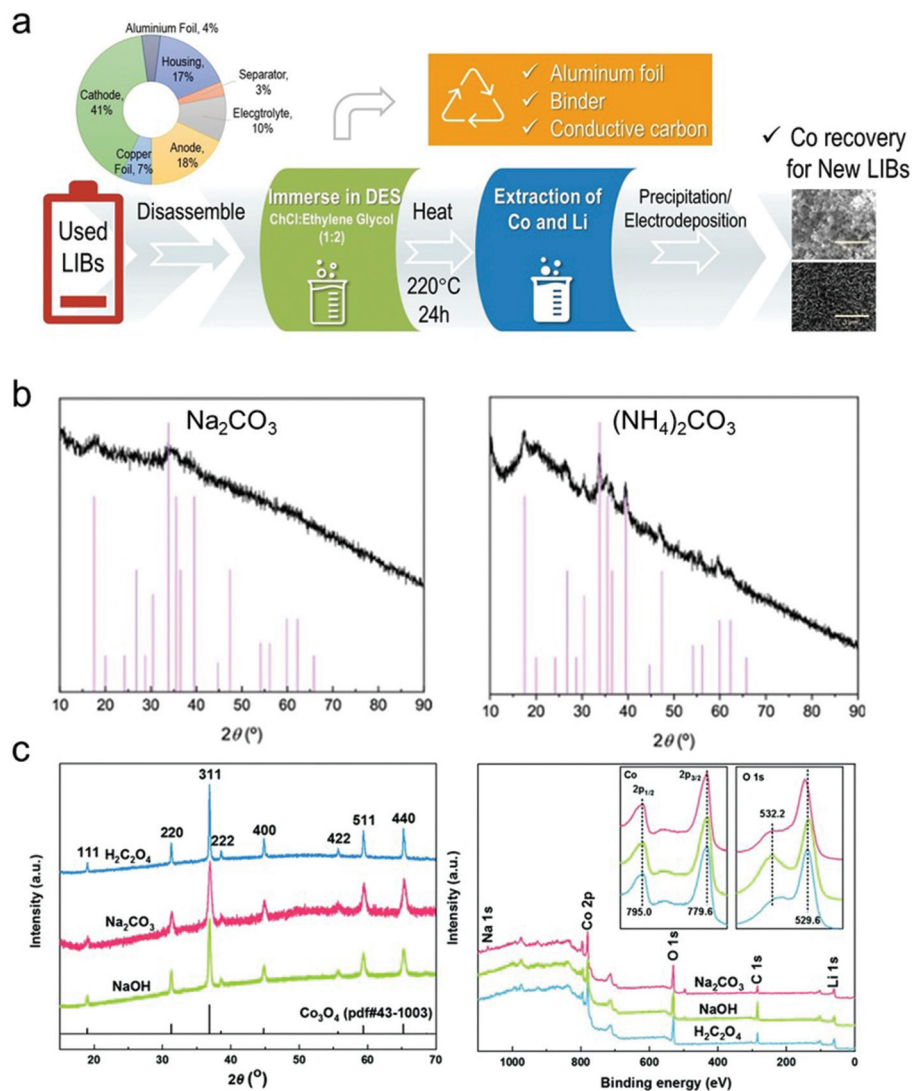 a
Aluminium Foil, 4%
Housing,
17%
Separator,
3%
Elecgtrolyte,
10%
Anode,
18%
Copper
Foil, 7%
Cathode,
41%
✓ Aluminum foil
✓ Binder
✓ Conductive carbon
✓ Co recovery
for New LIBs
Used
LIBs
Disassemble
Immerse in DES
ChCl:Ethylene Glycol
(1:2)
Heat
220°C
24h
Extraction of
Co and Li
Precipitation/
Electrodeposition
b
Na₂CO₃
10 20 30 40 50 60 70 80 90
2θ (º)
(NH₄)₂CO₃
10 20 30 40 50 60 70 80 90
2θ (º)
c
Intensity (a.u.)
111
220
311
222
400
422
511
440
H₂C₂O₄
Na₂CO₃
NaOH
Co₃O₄ (pdf#43-1003)
15 20 30 40 50 60 70
2θ (º)
Intensity (a.u.)
Co
2p₁/₂
2p₃/₂
795.0
779.6
O 1s
532.2
529.6
Na 1s
Co 2p
O 1s
C 1s
Li 1s
Na₂CO₃
NaOH
H₂C₂O₄
1000 800 600 400 200 0
Binding energy (eV)